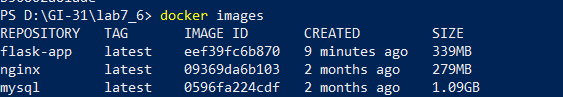 PS D:\GI-31\lab7_6> docker images
REPOSITORY TAG IMAGE ID CREATED SIZE
flask-app latest eef39fc6b870 9 minutes ago 339MB
nginx latest 09369da6b103 2 months ago 279MB
mysql latest 0596fa224cdf 2 months ago 1.09GB